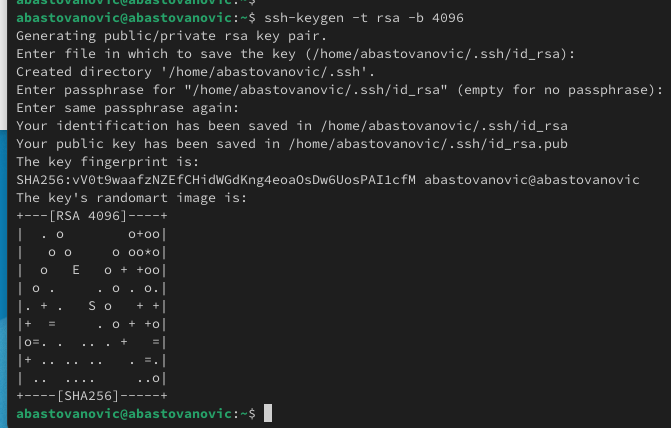 abastovanovic@abastovanovic:~$
abastovanovic@abastovanovic:~$ ssh-keygen -t rsa -b 4096
Generating public/private rsa key pair.
Enter file in which to save the key (/home/abastovanovic/.ssh/id_rsa):
Created directory '/home/abastovanovic/.ssh'.
Enter passphrase for "/home/abastovanovic/.ssh/id_rsa" (empty for no passphrase):
Enter same passphrase again:
Your identification has been saved in /home/abastovanovic/.ssh/id_rsa
Your public key has been saved in /home/abastovanovic/.ssh/id_rsa.pub
The key fingerprint is:
SHA256:vV0t9waafzNZEfCHidWGdKng4eoaOsDw6UosPAI1cfM abastovanovic@abastovanovic
The key's randomart image is:
+---[RSA 4096]----+
|  . o        o+oo|
|   o o     o oo*o|
|  o   E   o + +oo|
| o .     . o . o.|
|. + .   S o   + +|
|+  =     . o + +o|
|o=. .  .. . +   =|
|+ .. .. ..   . =.|
| ..  ....     ..o|
+----[SHA256]-----+
abastovanovic@abastovanovic:~$